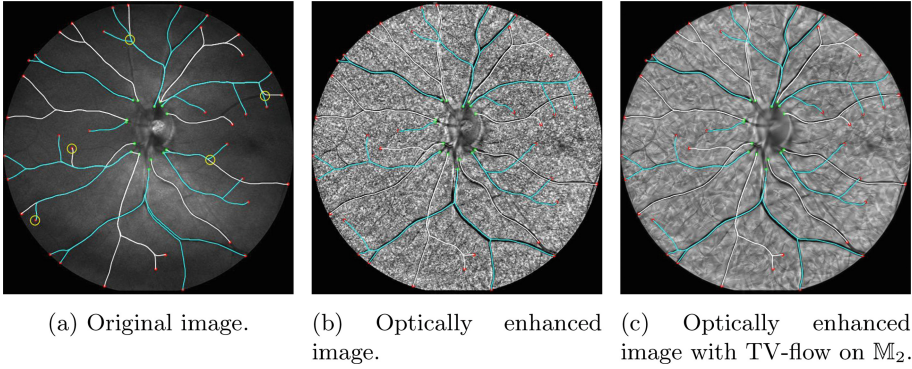 (a) Original image.
(b) Optically enhanced
image.
(c) Optically enhanced
image with TV-flow on 𝕄₂.